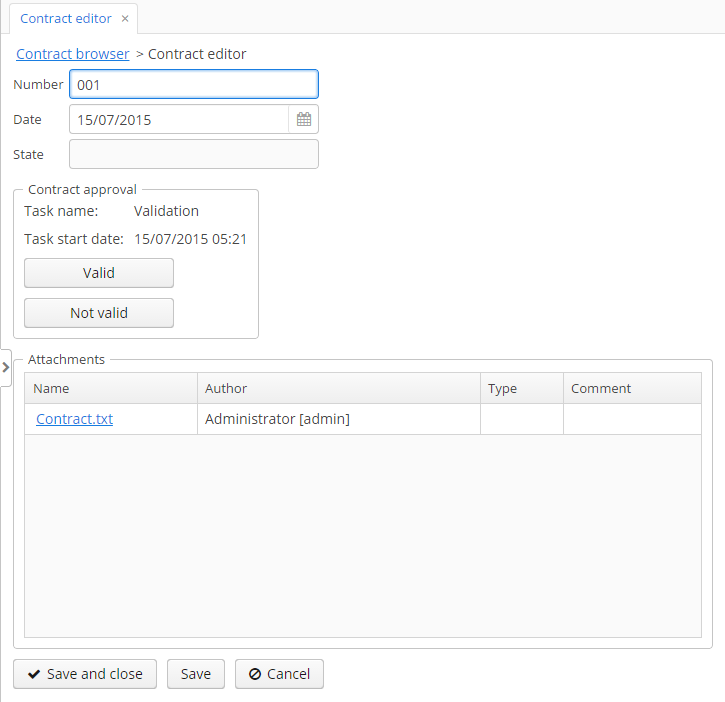 Contract editor ×
Contract browser > Contract editor
Number 001
Date 15/07/2015
State
Contract approval
Task name: Validation
Task start date: 15/07/2015 05:21
Valid
Not valid
Attachments
Name Author Type Comment
Contract.txt Administrator [admin]
Save and close Save Cancel